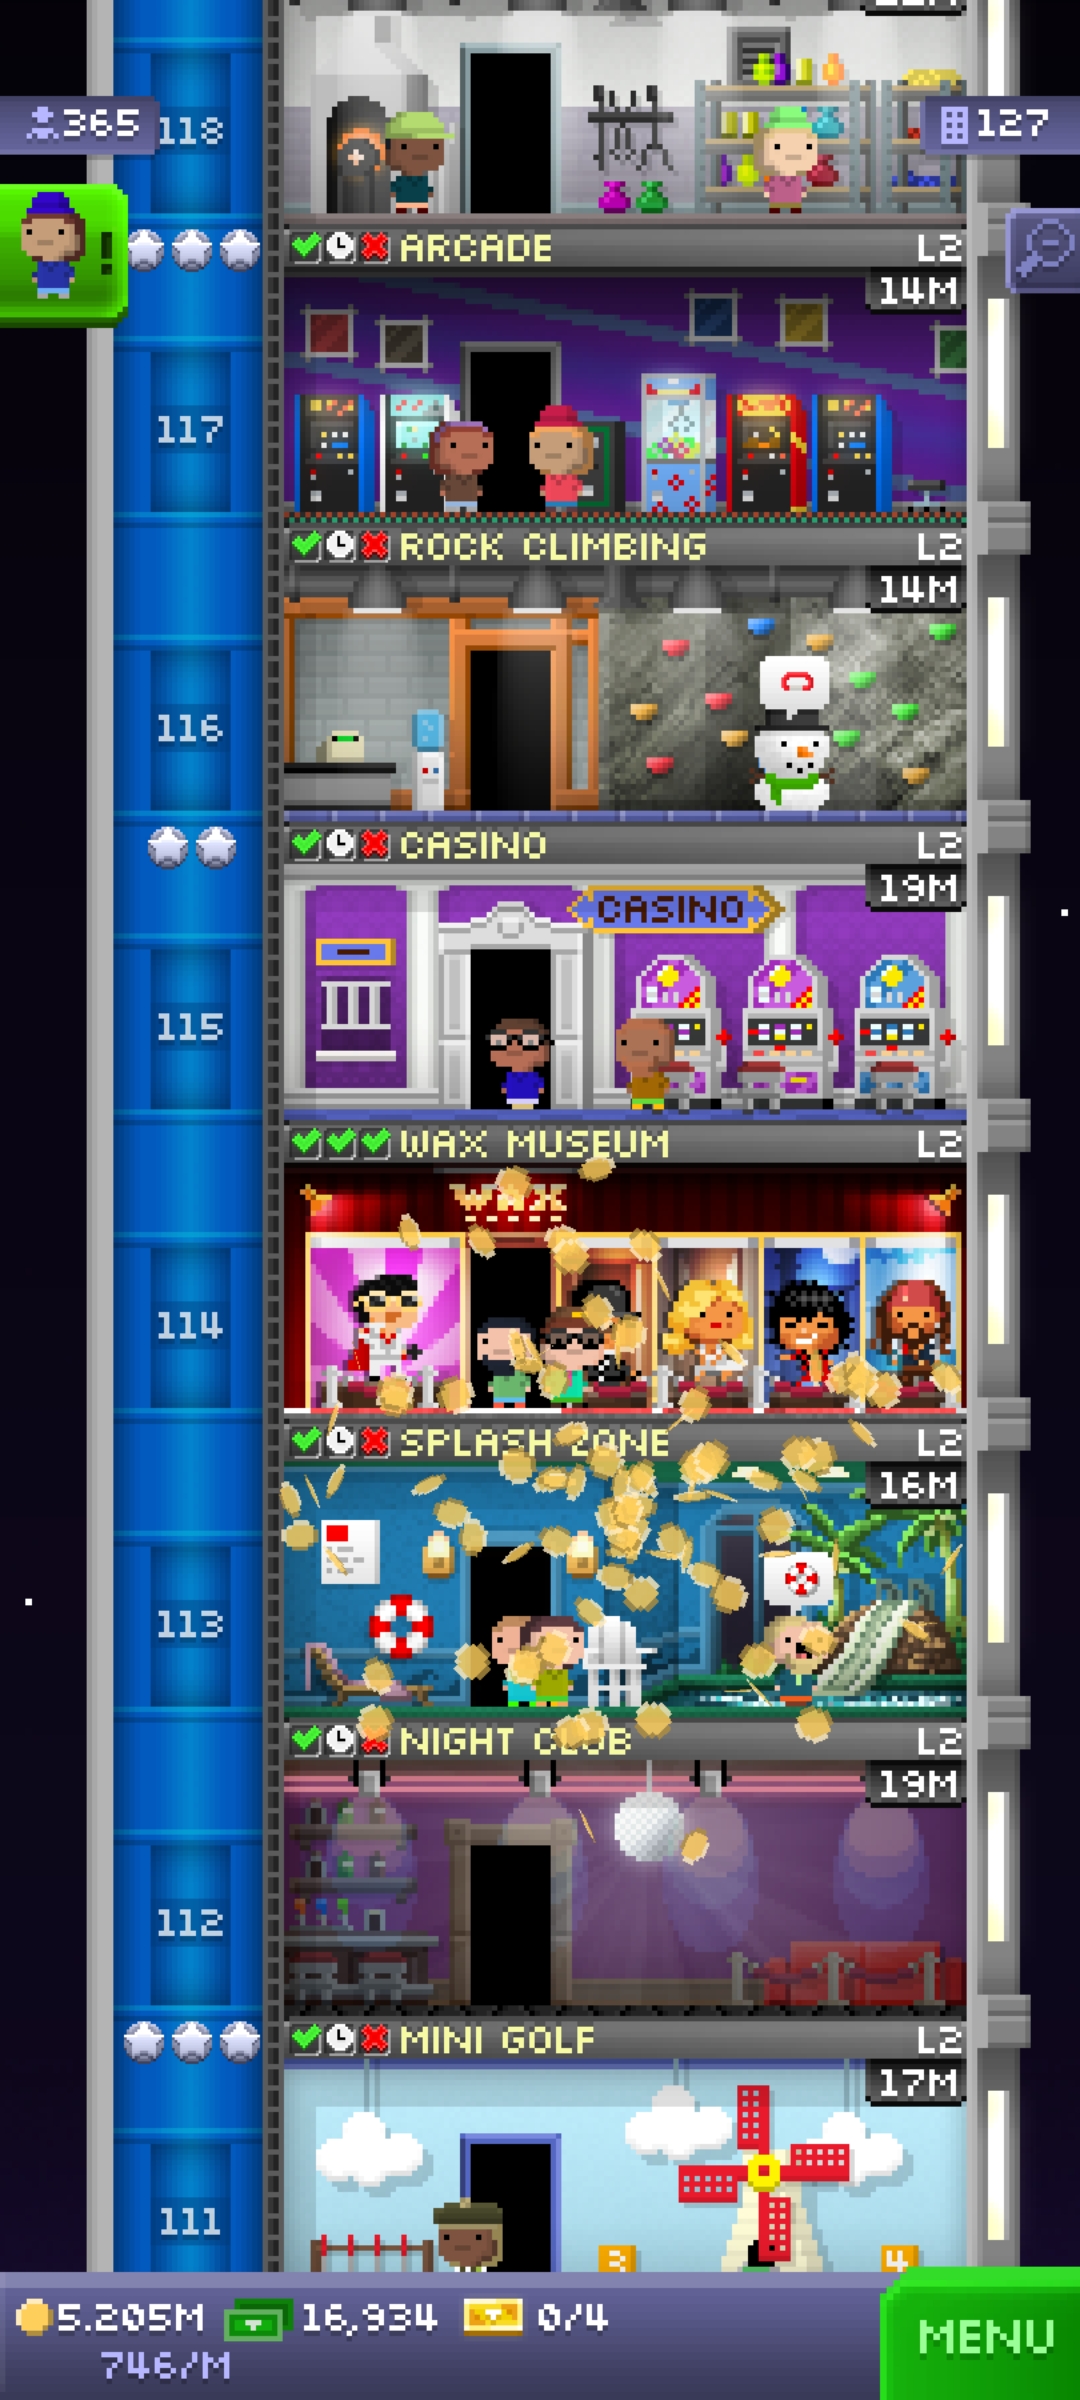 365
118
127
ARCADE L2
14M
117
ROCK CLIMBING L2
14M
116
CASINO L2
19M
CASINO
115
WAX MUSEUM L2
WAX
114
SPLASH ZONE L2
16M
113
NIGHT CLUB L2
19M
112
MINI GOLF L2
17M
111
3
4
5.205M 16,934 0/4
746/M
MENU